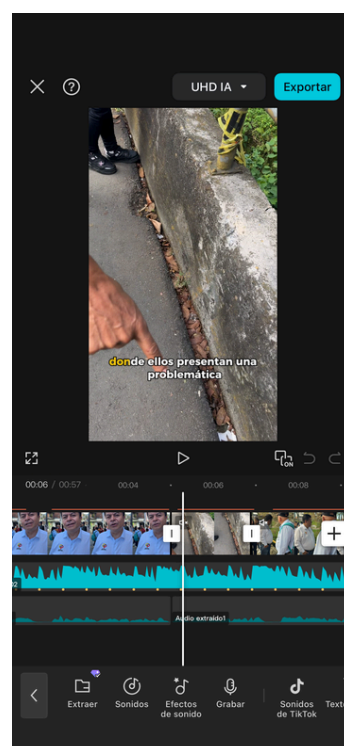 UHD IA
Exportar
donde ellos presentan una
problemática
ON
00:06 / 00:57
00:04
00:06
00:08
Audio extraído1
Extraer
Sonidos
Efectos
de sonido
Grabar
Sonidos
de TikTok